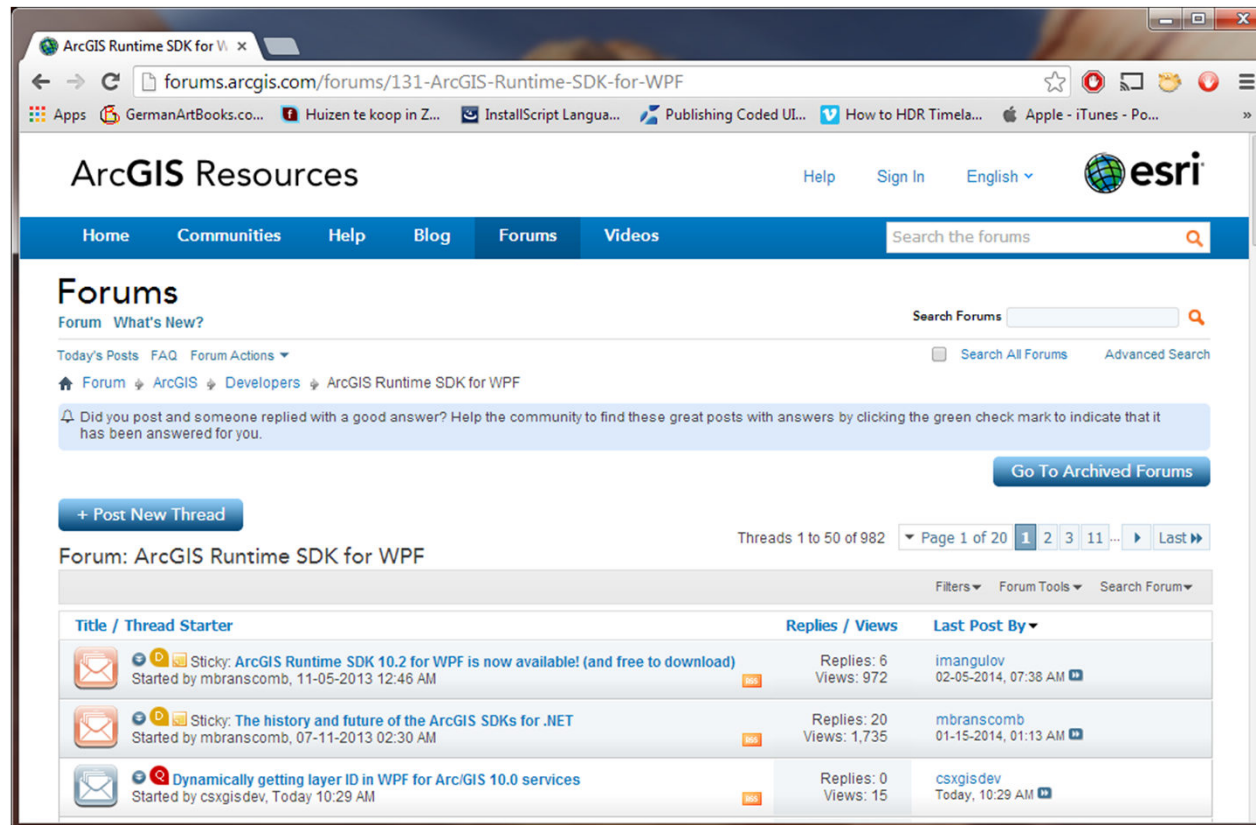 ArcGIS Runtime SDK for W
forums.arcgis.com/forums/131-ArcGIS-Runtime-SDK-for-WPF
Apps GermanArtBooks.co... Huizen te koop in Z... InstallScript Langua... Publishing Coded UI... How to HDR Timela... Apple - iTunes - Po... »
ArcGIS Resources Help Sign In English esri
Home Communities Help Blog Forums Videos Search the forums
Forums
Forum What's New? Search Forums
Today's Posts FAQ Forum Actions Search All Forums Advanced Search
Forum ArcGIS Developers ArcGIS Runtime SDK for WPF
Did you post and someone replied with a good answer? Help the community to find these great posts with answers by clicking the green check mark to indicate that it
has been answered for you.
Go To Archived Forums
+ Post New Thread
Threads 1 to 50 of 982 Page 1 of 20 1 2 3 11 ... Last
Forum: ArcGIS Runtime SDK for WPF
Filters Forum Tools Search Forum
Title / Thread Starter Replies / Views Last Post By
D Sticky: ArcGIS Runtime SDK 10.2 for WPF is now available! (and free to download) Replies: 6 imangulov
Started by mbranscomb, 11-05-2013 12:46 AM RSS Views: 972 02-05-2014, 07:38 AM
D Sticky: The history and future of the ArcGIS SDKs for .NET Replies: 20 mbranscomb
Started by mbranscomb, 07-11-2013 02:30 AM RSS Views: 1,735 01-15-2014, 01:13 AM
Q Dynamically getting layer ID in WPF for Arc/GIS 10.0 services Replies: 0 csxgisdev
Started by csxgisdev, Today 10:29 AM RSS Views: 15 Today, 10:29 AM